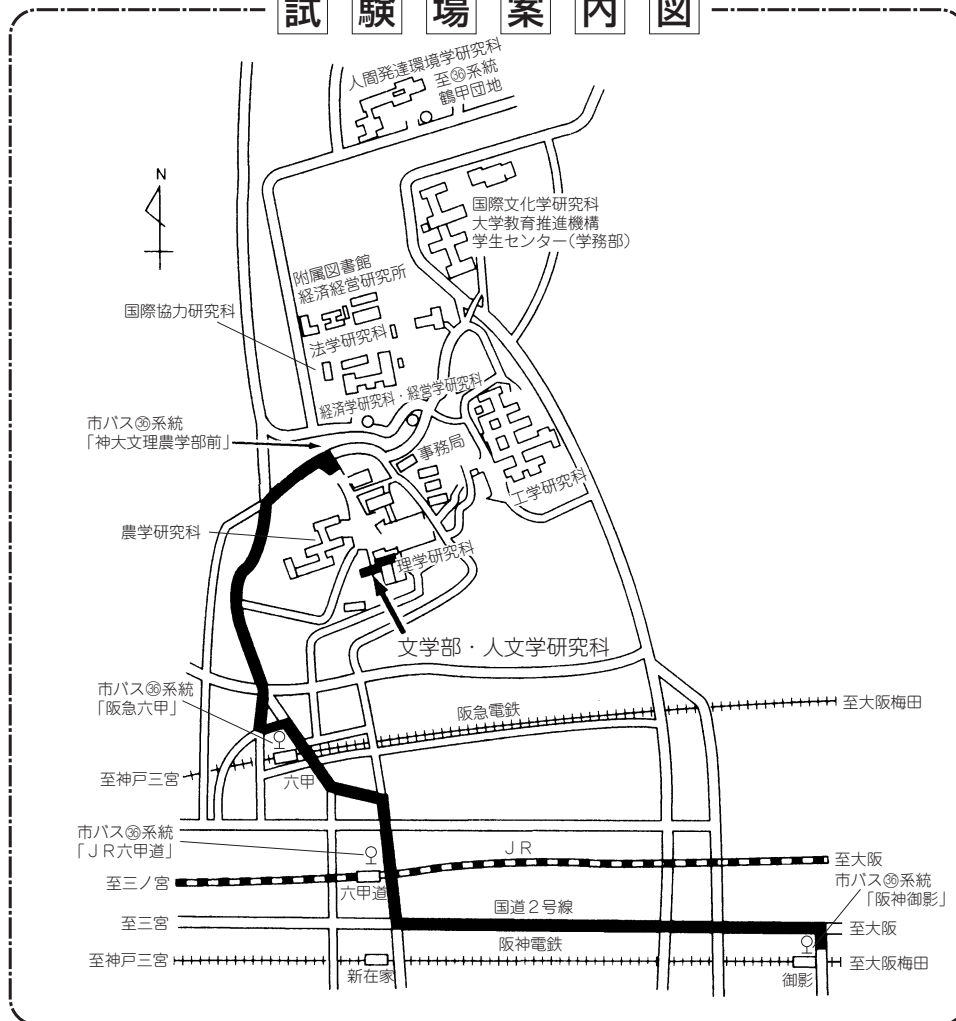 試験場案内図
人間発達環境学研究科
至㊱系統
鶴甲団地
N
国際文化学研究科
大学教育推進機構
学生センター(学務部)
附属図書館
経済経営研究所
国際協力研究科
法学研究科
経済学研究科・経営学研究科
市バス㊱系統
「神大文理農学部前」
事務局
工学研究科
農学研究科
理学研究科
文学部・人文学研究科
市バス㊱系統
「阪急六甲」
阪急電鉄
至大阪梅田
至神戸三宮
六甲
市バス㊱系統
「ＪＲ六甲道」
ＪＲ
至大阪
至三ノ宮
六甲道
市バス㊱系統
「阪神御影」
国道２号線
至三宮
至大阪
阪神電鉄
至神戸三宮
至大阪梅田
新在家
御影